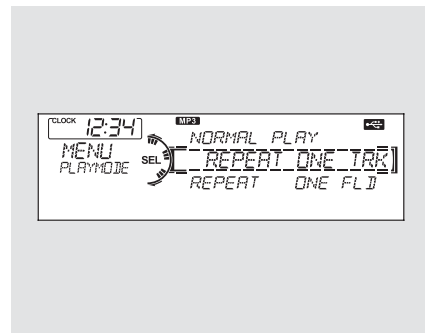 CLOCK 12:34
MP3
NORMAL PLAY
MENU
PLAYMODE
SEL
REPEAT ONE TRK
REPEAT ONE FLD